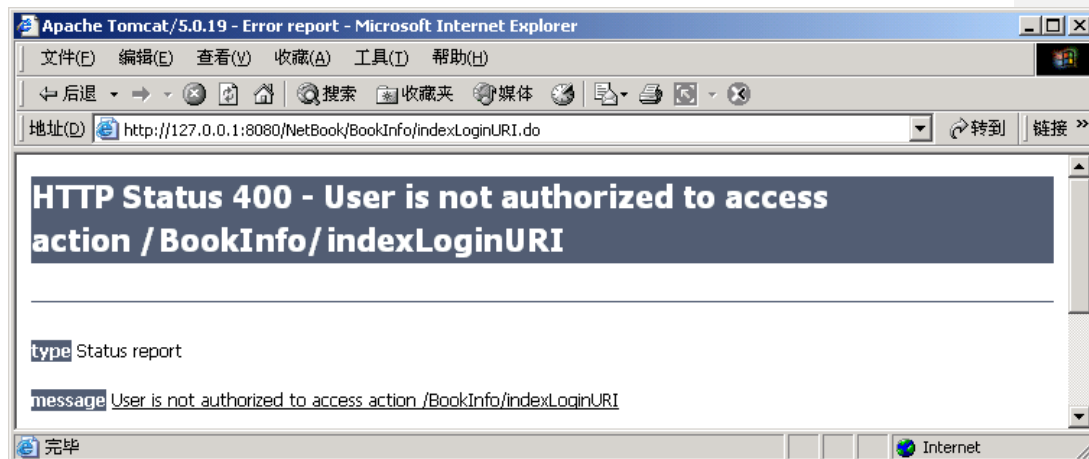 Apache Tomcat/5.0.19 - Error report - Microsoft Internet Explorer
文件(F) 编辑(E) 查看(V) 收藏(A) 工具(T) 帮助(H)
后退 搜索 收藏夹 媒体
地址(D) http://127.0.0.1:8080/NetBook/BookInfo/indexLoginURI.do 转到 链接 »
HTTP Status 400 - User is not authorized to access
action /BookInfo/indexLoginURI
type Status report
message User is not authorized to access action /BookInfo/indexLoginURI
完毕 Internet